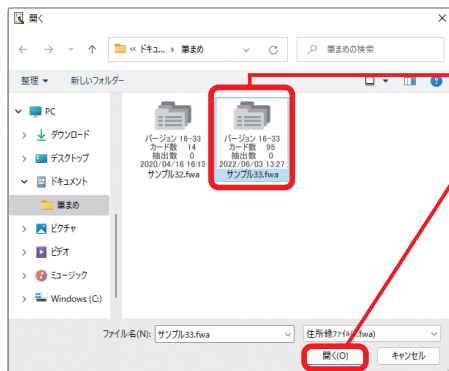 開く
« ドキュ... › 筆まめ
筆まめの検索
整理
新しいフォルダー
PC
ダウンロード
デスクトップ
ドキュメント
筆まめ
ピクチャ
ビデオ
ミュージック
Windows (C:)
バージョン 16-33
カード数 14
抽出数 0
2020/04/16 16:15
サンプル32.fwa
バージョン 16-33
カード数 95
抽出数 0
2022/06/03 13:27
サンプル33.fwa
ファイル名(N):
サンプル33.fwa
住所録ファイル(*.fwa)
開く(O)
キャンセル